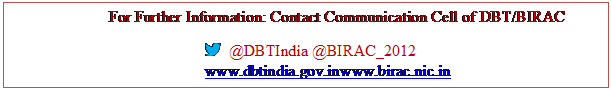 For Further Information: Contact Communication Cell of DBT/BIRAC
@DBTIndia @BIRAC_2012
www.dbtindia.gov.inwww.birac.nic.in